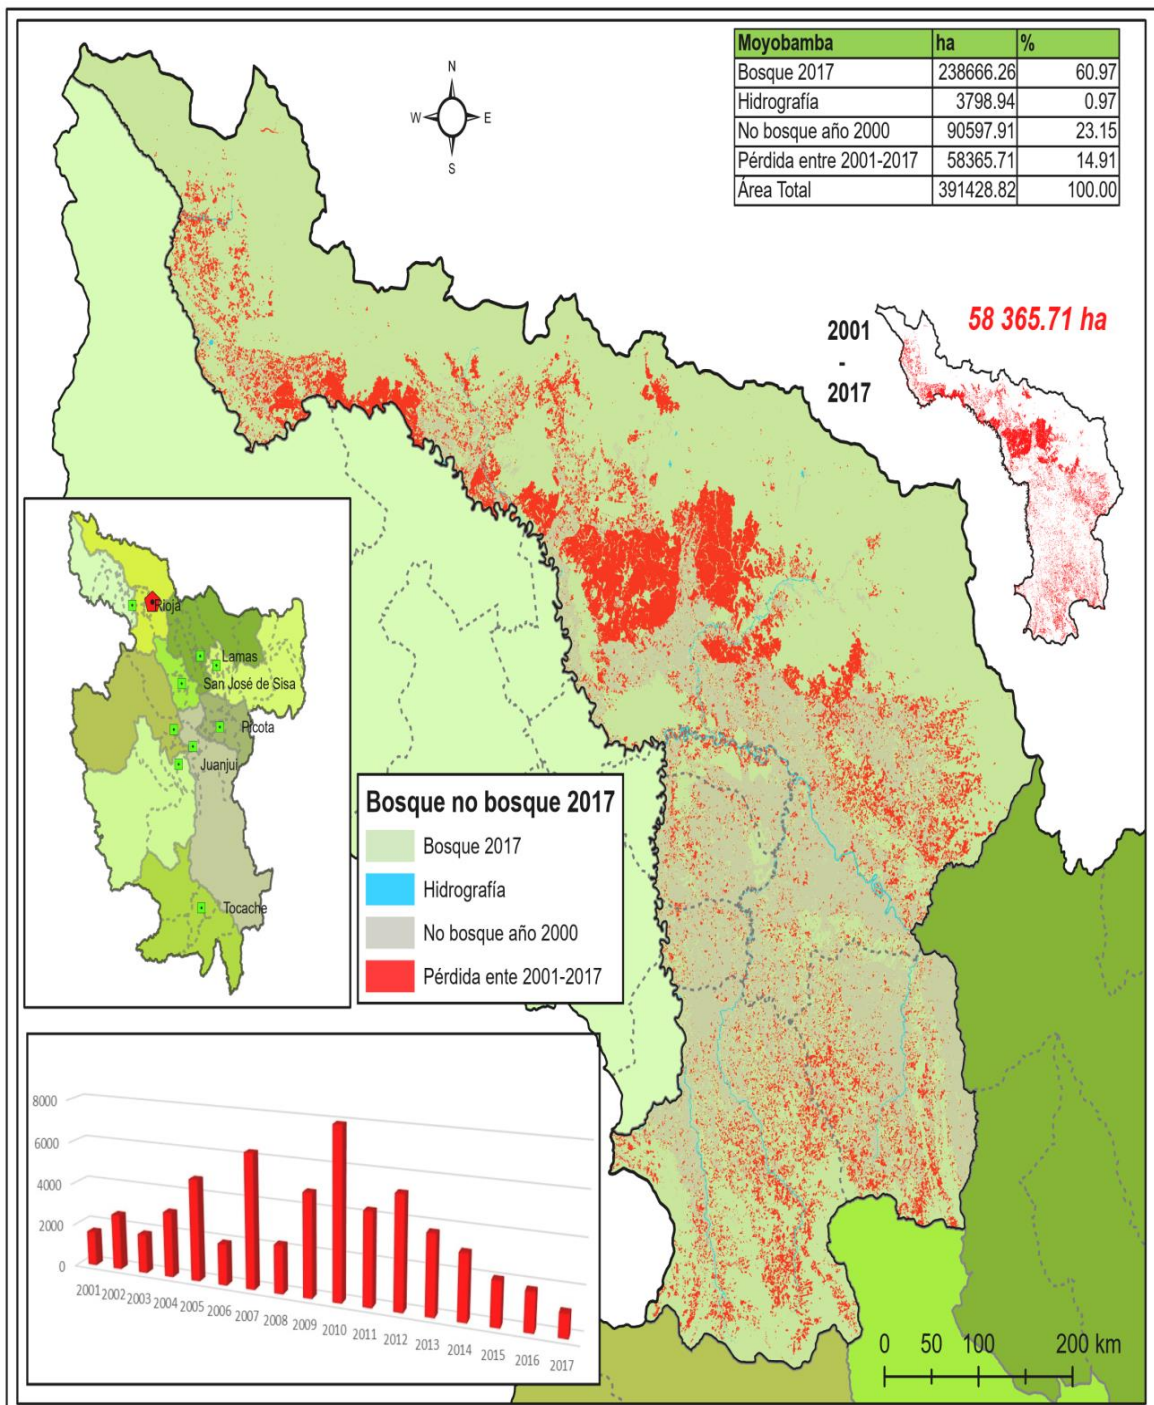 Moyobamba ha %
Bosque 2017 238666.26 60.97
Hidrografía 3798.94 0.97
No bosque año 2000 90597.91 23.15
Pérdida entre 2001-2017 58365.71 14.91
Área Total 391428.82 100.00
N
W E
S
2001
-
2017
58 365.71 ha
Rioja
Lamas
San José de Sisa
Picota
Juanjui
Tocache
Bosque no bosque 2017
Bosque 2017
Hidrografía
No bosque año 2000
Pérdida ente 2001-2017
8000
6000
4000
2000
0
2001 2002 2003 2004 2005 2006 2007 2008 2009 2010 2011 2012 2013 2014 2015 2016 2017
0 50 100 200 km